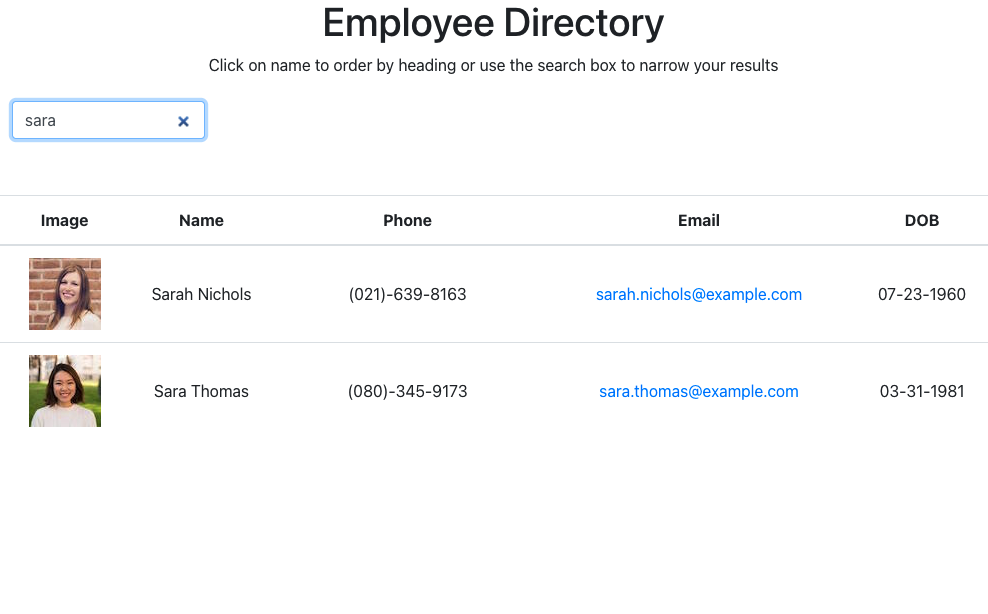 Employee Directory
Click on name to order by heading or use the search box to narrow your results
sara
Image Name Phone Email DOB
Sarah Nichols (021)-639-8163 sarah.nichols@example.com 07-23-1960
Sara Thomas (080)-345-9173 sara.thomas@example.com 03-31-1981